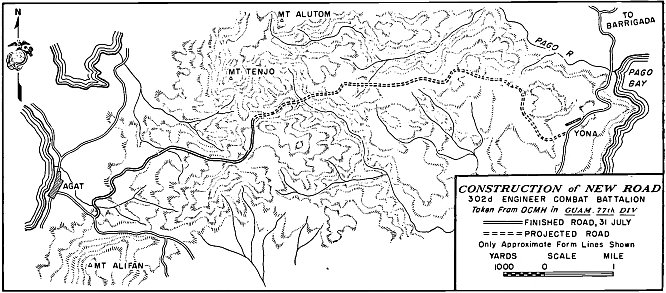 N
MT ALUTOM
TO
BARRIGADA
PAGO R
MT TENJO
PAGO
BAY
YONA
AGAT
MT ALIFAN
CONSTRUCTION of NEW ROAD
302d ENGINEER COMBAT BATTALION
Taken From OCMH in GUAM, 77th DIV
FINISHED ROAD, 31 JULY
PROJECTED ROAD
Only Approximate Form Lines Shown
YARDS SCALE MILE
1000 0 1